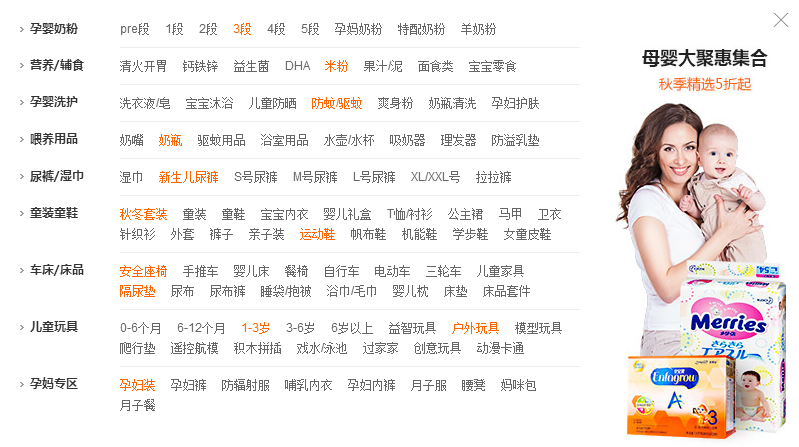 孕婴奶粉 pre段 1段 2段 3段 4段 5段 孕妈奶粉 特配奶粉 羊奶粉
营养/辅食 清火开胃 钙铁锌 益生菌 DHA 米粉 果汁/泥 面食类 宝宝零食
孕婴洗护 洗衣液/皂 宝宝沐浴 儿童防晒 防蚊/驱蚊 爽身粉 奶瓶清洗 孕妇护肤
喂养用品 奶嘴 奶瓶 驱蚊用品 浴室用品 水壶/水杯 吸奶器 理发器 防溢乳垫
尿裤/湿巾 湿巾 新生儿尿裤 S号尿裤 M号尿裤 L号尿裤 XL/XXL号 拉拉裤
童装童鞋 秋冬套装 童装 童鞋 宝宝内衣 婴儿礼盒 T恤/衬衫 公主裙 马甲 卫衣
针织衫 外套 裤子 亲子装 运动鞋 帆布鞋 机能鞋 学步鞋 女童皮鞋
车床/床品 安全座椅 手推车 婴儿床 餐椅 自行车 电动车 三轮车 儿童家具
隔尿垫 尿布 尿布裤 睡袋/抱被 浴巾/毛巾 婴儿枕 床垫 床品套件
儿童玩具 0-6个月 6-12个月 1-3岁 3-6岁 6岁以上 益智玩具 户外玩具 模型玩具
爬行垫 遥控航模 积木拼插 戏水/泳池 过家家 创意玩具 动漫卡通
孕妈专区 孕妇装 孕妇裤 防辐射服 哺乳内衣 孕妇内裤 月子服 腰凳 妈咪包
月子餐
母婴大聚惠集合
秋季精选5折起
54
Merries
さらさら
エアスルー
Enfagrow
A+
3